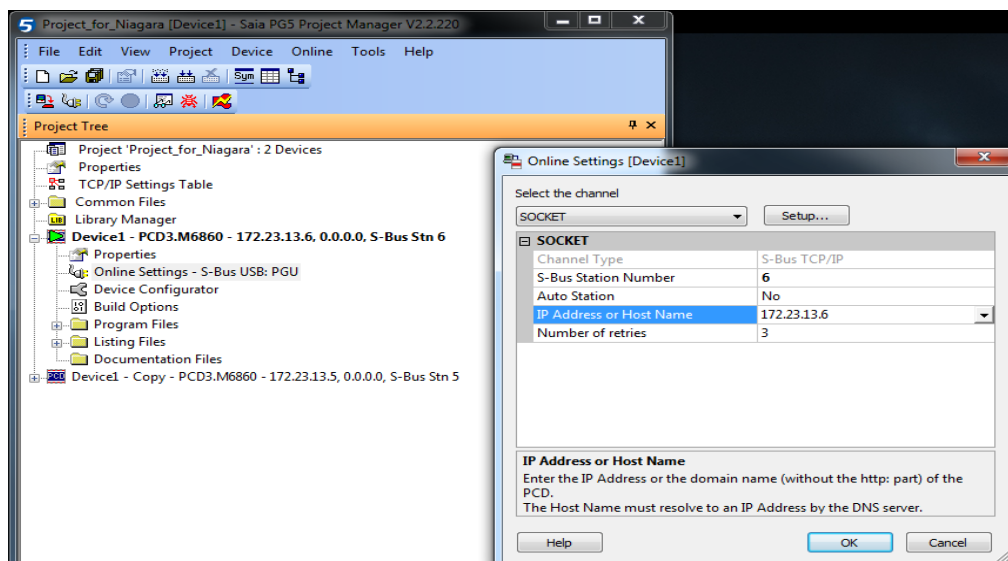 Project_for_Niagara [Device1] - Saia PG5 Project Manager V2.2.220
File Edit View Project Device Online Tools Help
Sym
Project Tree
Project 'Project_for_Niagara' : 2 Devices
Properties
TCP/IP Settings Table
Common Files
LIB Library Manager
Device1 - PCD3.M6860 - 172.23.13.6, 0.0.0.0, S-Bus Stn 6
Properties
Online Settings - S-Bus USB: PGU
Device Configurator
Build Options
Program Files
Listing Files
Documentation Files
PCD Device1 - Copy - PCD3.M6860 - 172.23.13.5, 0.0.0.0, S-Bus Stn 5
Online Settings [Device1]
Select the channel
SOCKET Setup...
SOCKET
Channel Type S-Bus TCP/IP
S-Bus Station Number 6
Auto Station No
IP Address or Host Name 172.23.13.6
Number of retries 3
IP Address or Host Name
Enter the IP Address or the domain name (without the http: part) of the
PCD.
The Host Name must resolve to an IP Address by the DNS server.
Help OK Cancel